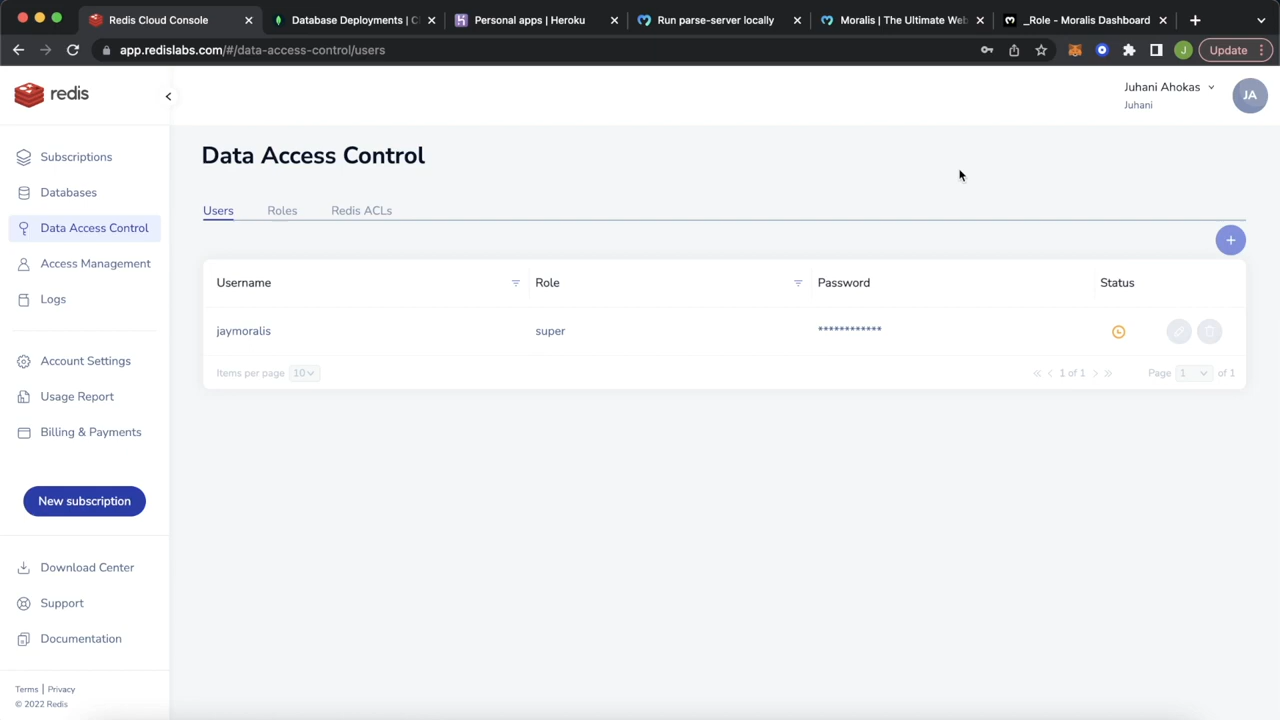 Redis Cloud Console
Database Deployments | Cl
Personal apps | Heroku
Run parse-server locally
Moralis | The Ultimate Web
_Role - Moralis Dashboard
app.redislabs.com/#/data-access-control/users
J
Update
redis
Juhani Ahokas
Juhani
JA
Subscriptions
Databases
Data Access Control
Access Management
Logs
Account Settings
Usage Report
Billing & Payments
New subscription
Download Center
Support
Documentation
Terms | Privacy
© 2022 Redis
Data Access Control
Users Roles Redis ACLs
Username Role Password Status
jaymoralis super ************
Items per page 10 « < 1 of 1 > » Page 1 of 1